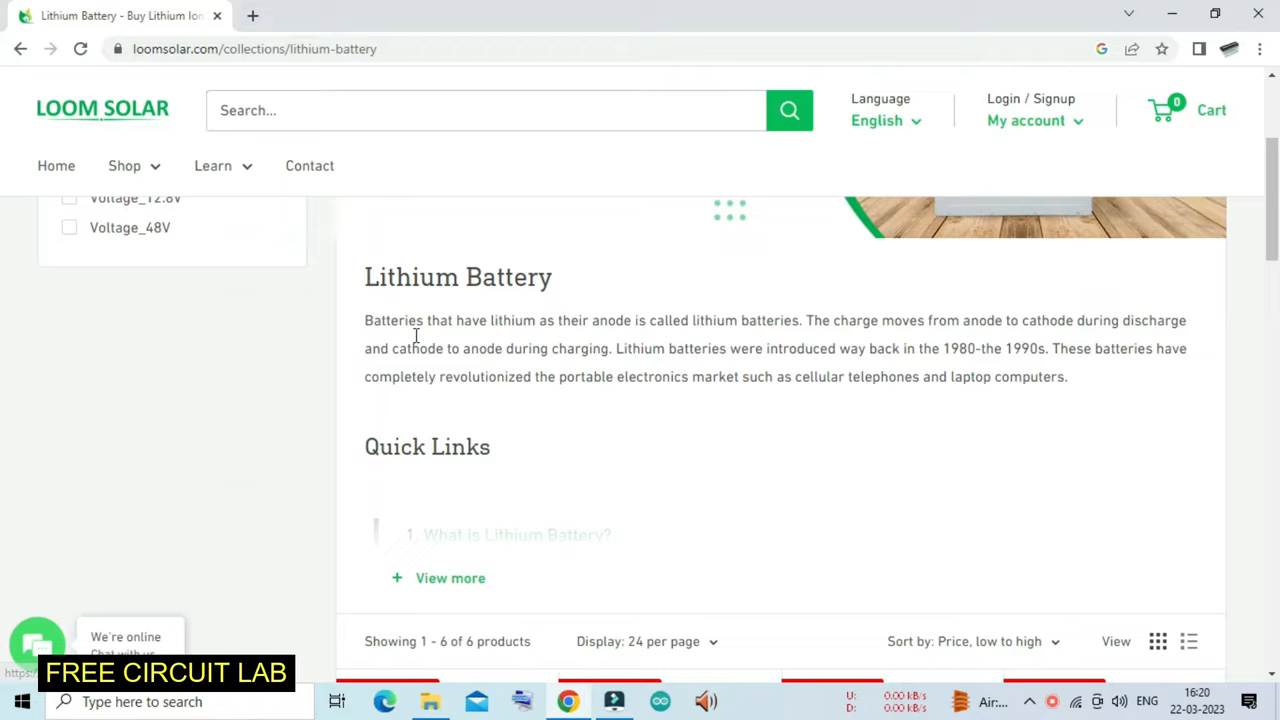 Lithium Battery - Buy Lithium Ion
loomsolar.com/collections/lithium-battery
LOOM SOLAR
Search...
Language
English
Login / Signup
My account
0
Cart
Home
Shop
Learn
Contact
Voltage_12.8V
Voltage_48V
Lithium Battery
Batteries that have lithium as their anode is called lithium batteries. The charge moves from anode to cathode during discharge
and cathode to anode during charging. Lithium batteries were introduced way back in the 1980-the 1990s. These batteries have
completely revolutionized the portable electronics market such as cellular telephones and laptop computers.
Quick Links
1. What is Lithium Battery?
+ View more
Showing 1 - 6 of 6 products
Display: 24 per page
Sort by: Price, low to high
View
We're online
Chat with us
FREE CIRCUIT LAB
Type here to search
U: 0.00 kB/s
D: 0.00 kB/s
Air:...
ENG
16:20
22-03-2023